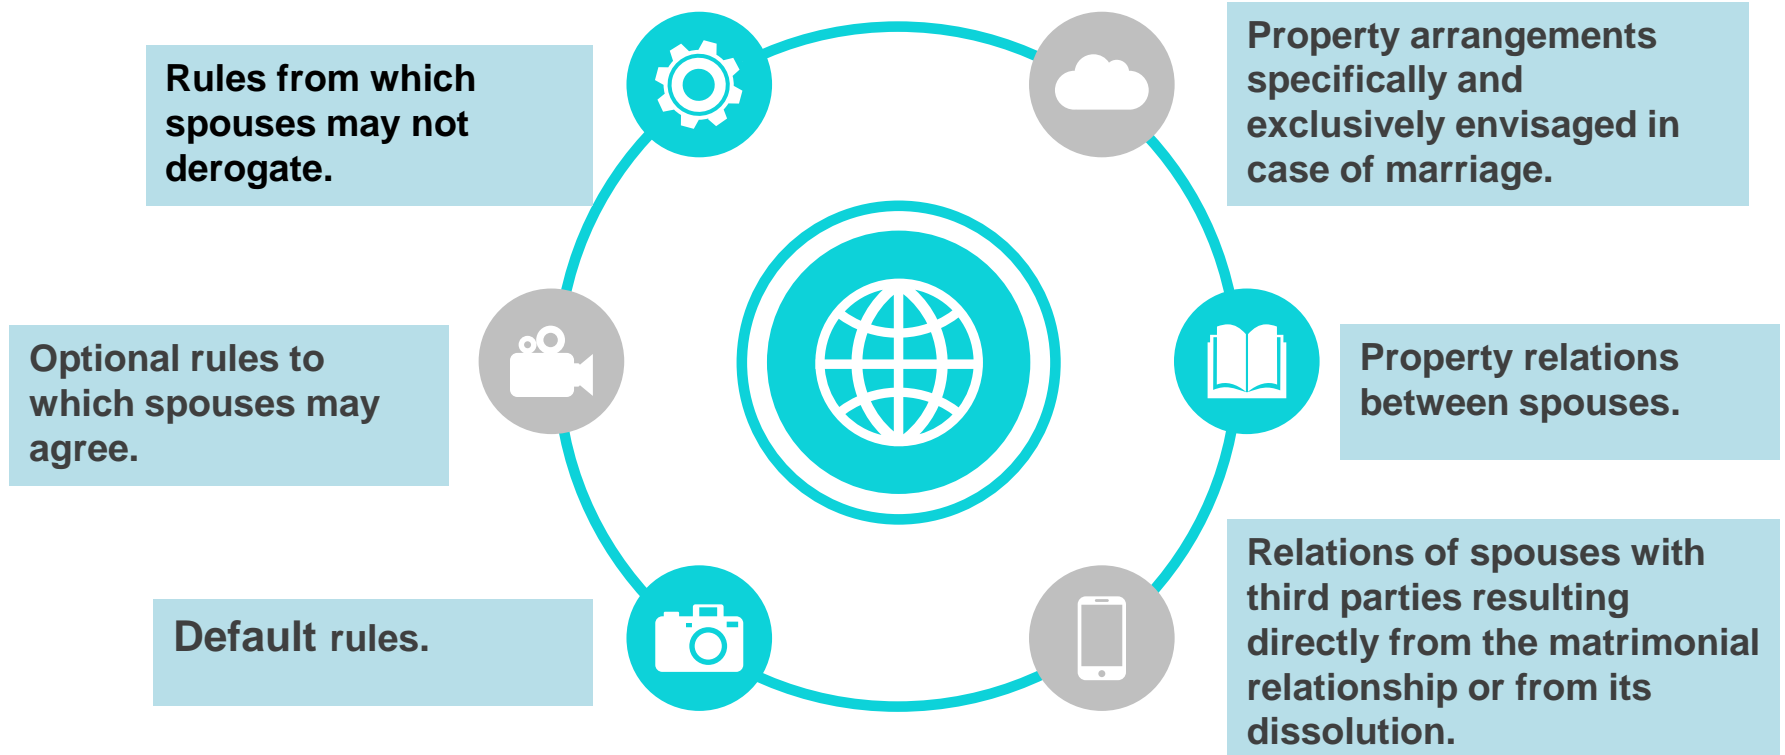 Rules from which
spouses may not
derogate.
Optional rules to
which spouses may
agree.
Default rules.
Property arrangements
specifically and
exclusively envisaged in
case of marriage.
Property relations
between spouses.
Relations of spouses with
third parties resulting
directly from the matrimonial
relationship or from its
dissolution.